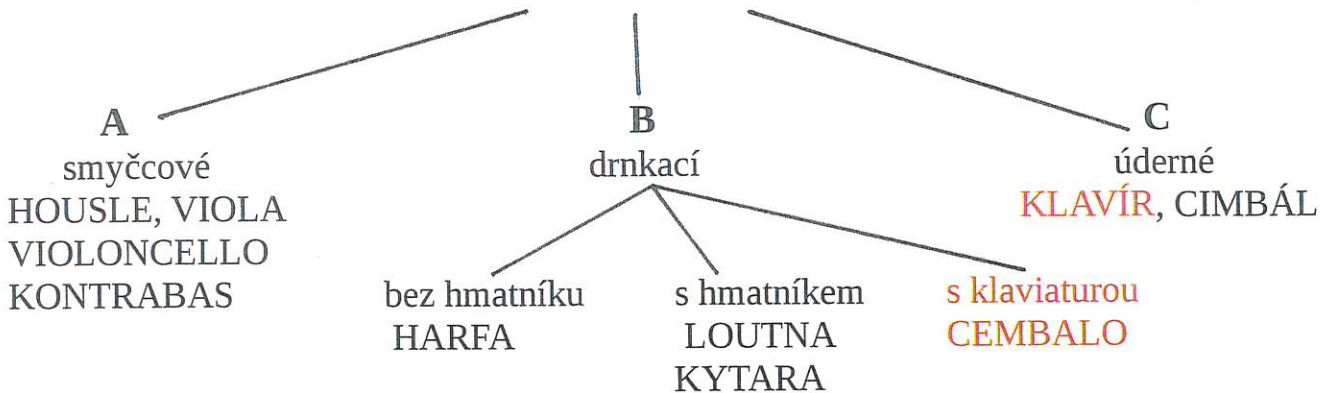 A
smyčcové
HOUSLE, VIOLA
VIOLONCELLO
KONTRABAS
B
drnkací
bez hmatníku
HARFA
s hmatníkem
LOUTNA
KYTARA
s klaviaturou
CEMBALO
C
úderné
KLAVÍR, CIMBÁL